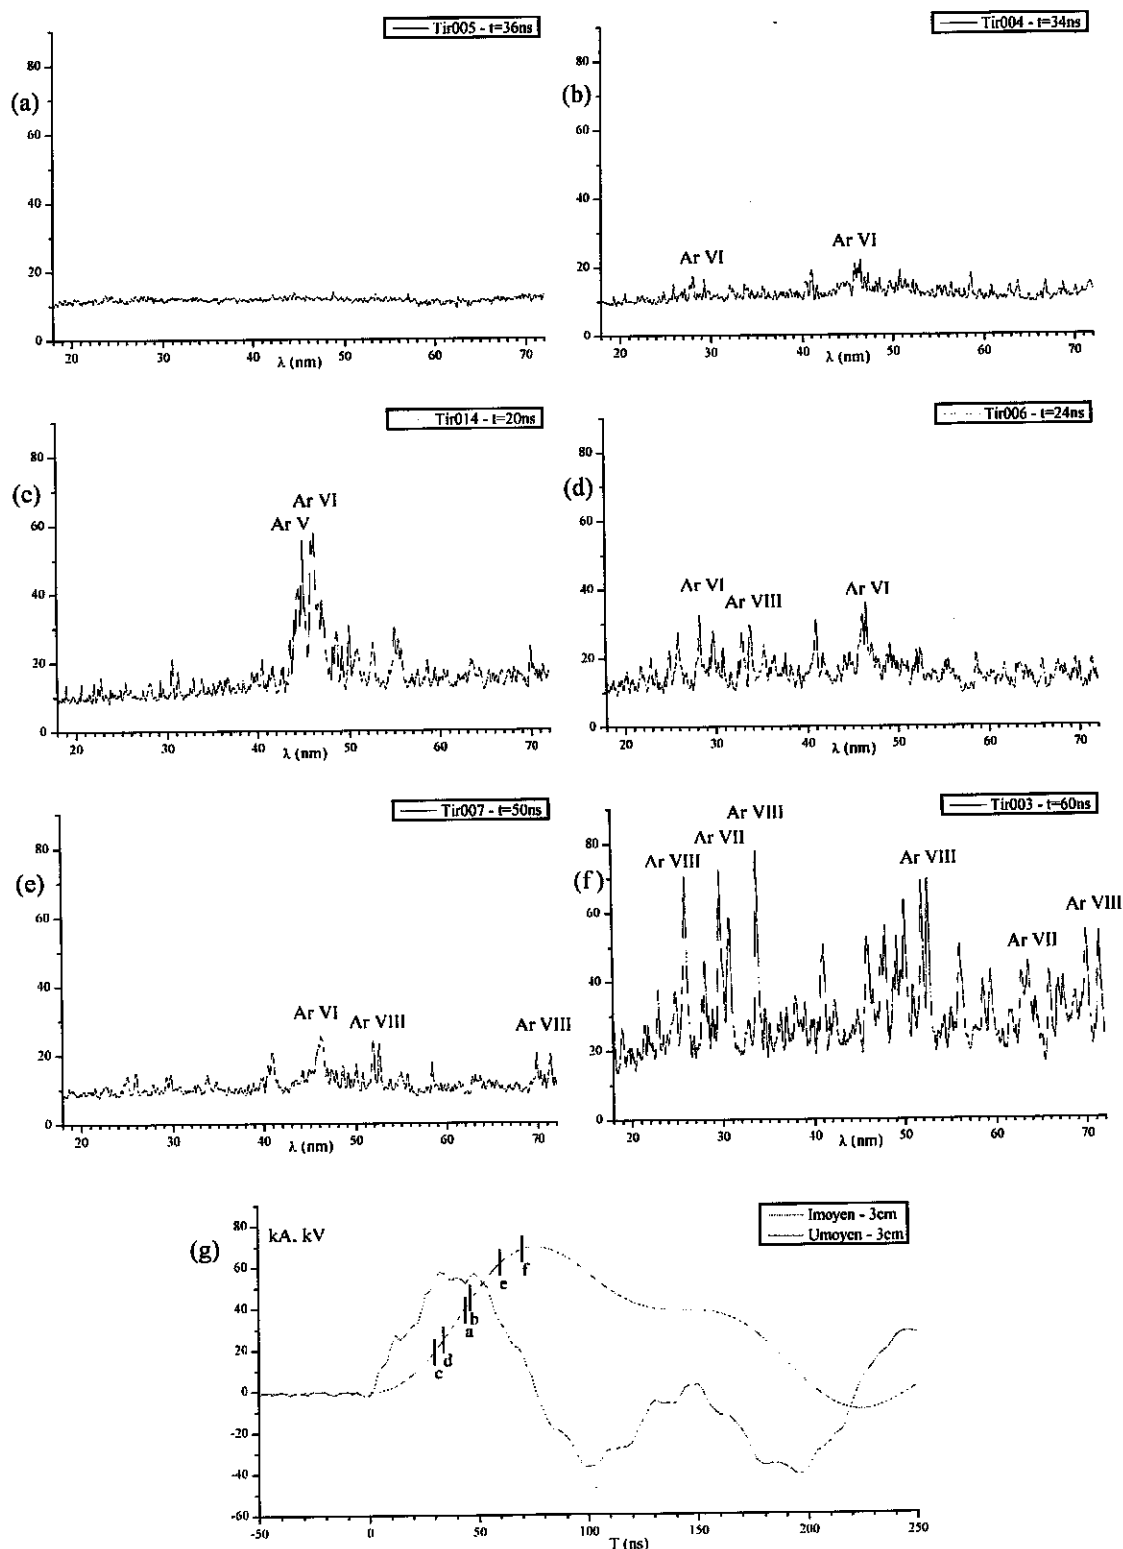 Tir005 - t=36ns
(a)
80
60
40
20
0
20 30 40 50 60 70
λ (nm)
Tir004 - t=34ns
(b)
80
60
40
20
0
Ar VI
Ar VI
20 30 40 50 60 70
λ (nm)
Tir014 - t=20ns
(c)
80
60
40
20
0
Ar VI
Ar V
20 30 40 50 60 70
λ (nm)
Tir006 - t=24ns
(d)
80
60
40
20
0
Ar VI
Ar VIII
Ar VI
20 30 40 50 60 70
λ (nm)
Tir007 - t=50ns
(e)
80
60
40
20
0
Ar VI
Ar VIII
Ar VIII
20 30 40 50 60 70
λ (nm)
Tir003 - t=60ns
(f)
80
60
40
20
0
Ar VIII
Ar VII
Ar VIII
Ar VIII
Ar VII
Ar VIII
20 30 40 50 60 70
λ (nm)
Imoyen - 3cm
Umoyen - 3cm
(g)
kA, kV
80
60
40
20
0
-20
-40
-60
e
f
b
a
d
c
-50 0 50 100 150 200 250
T (ns)